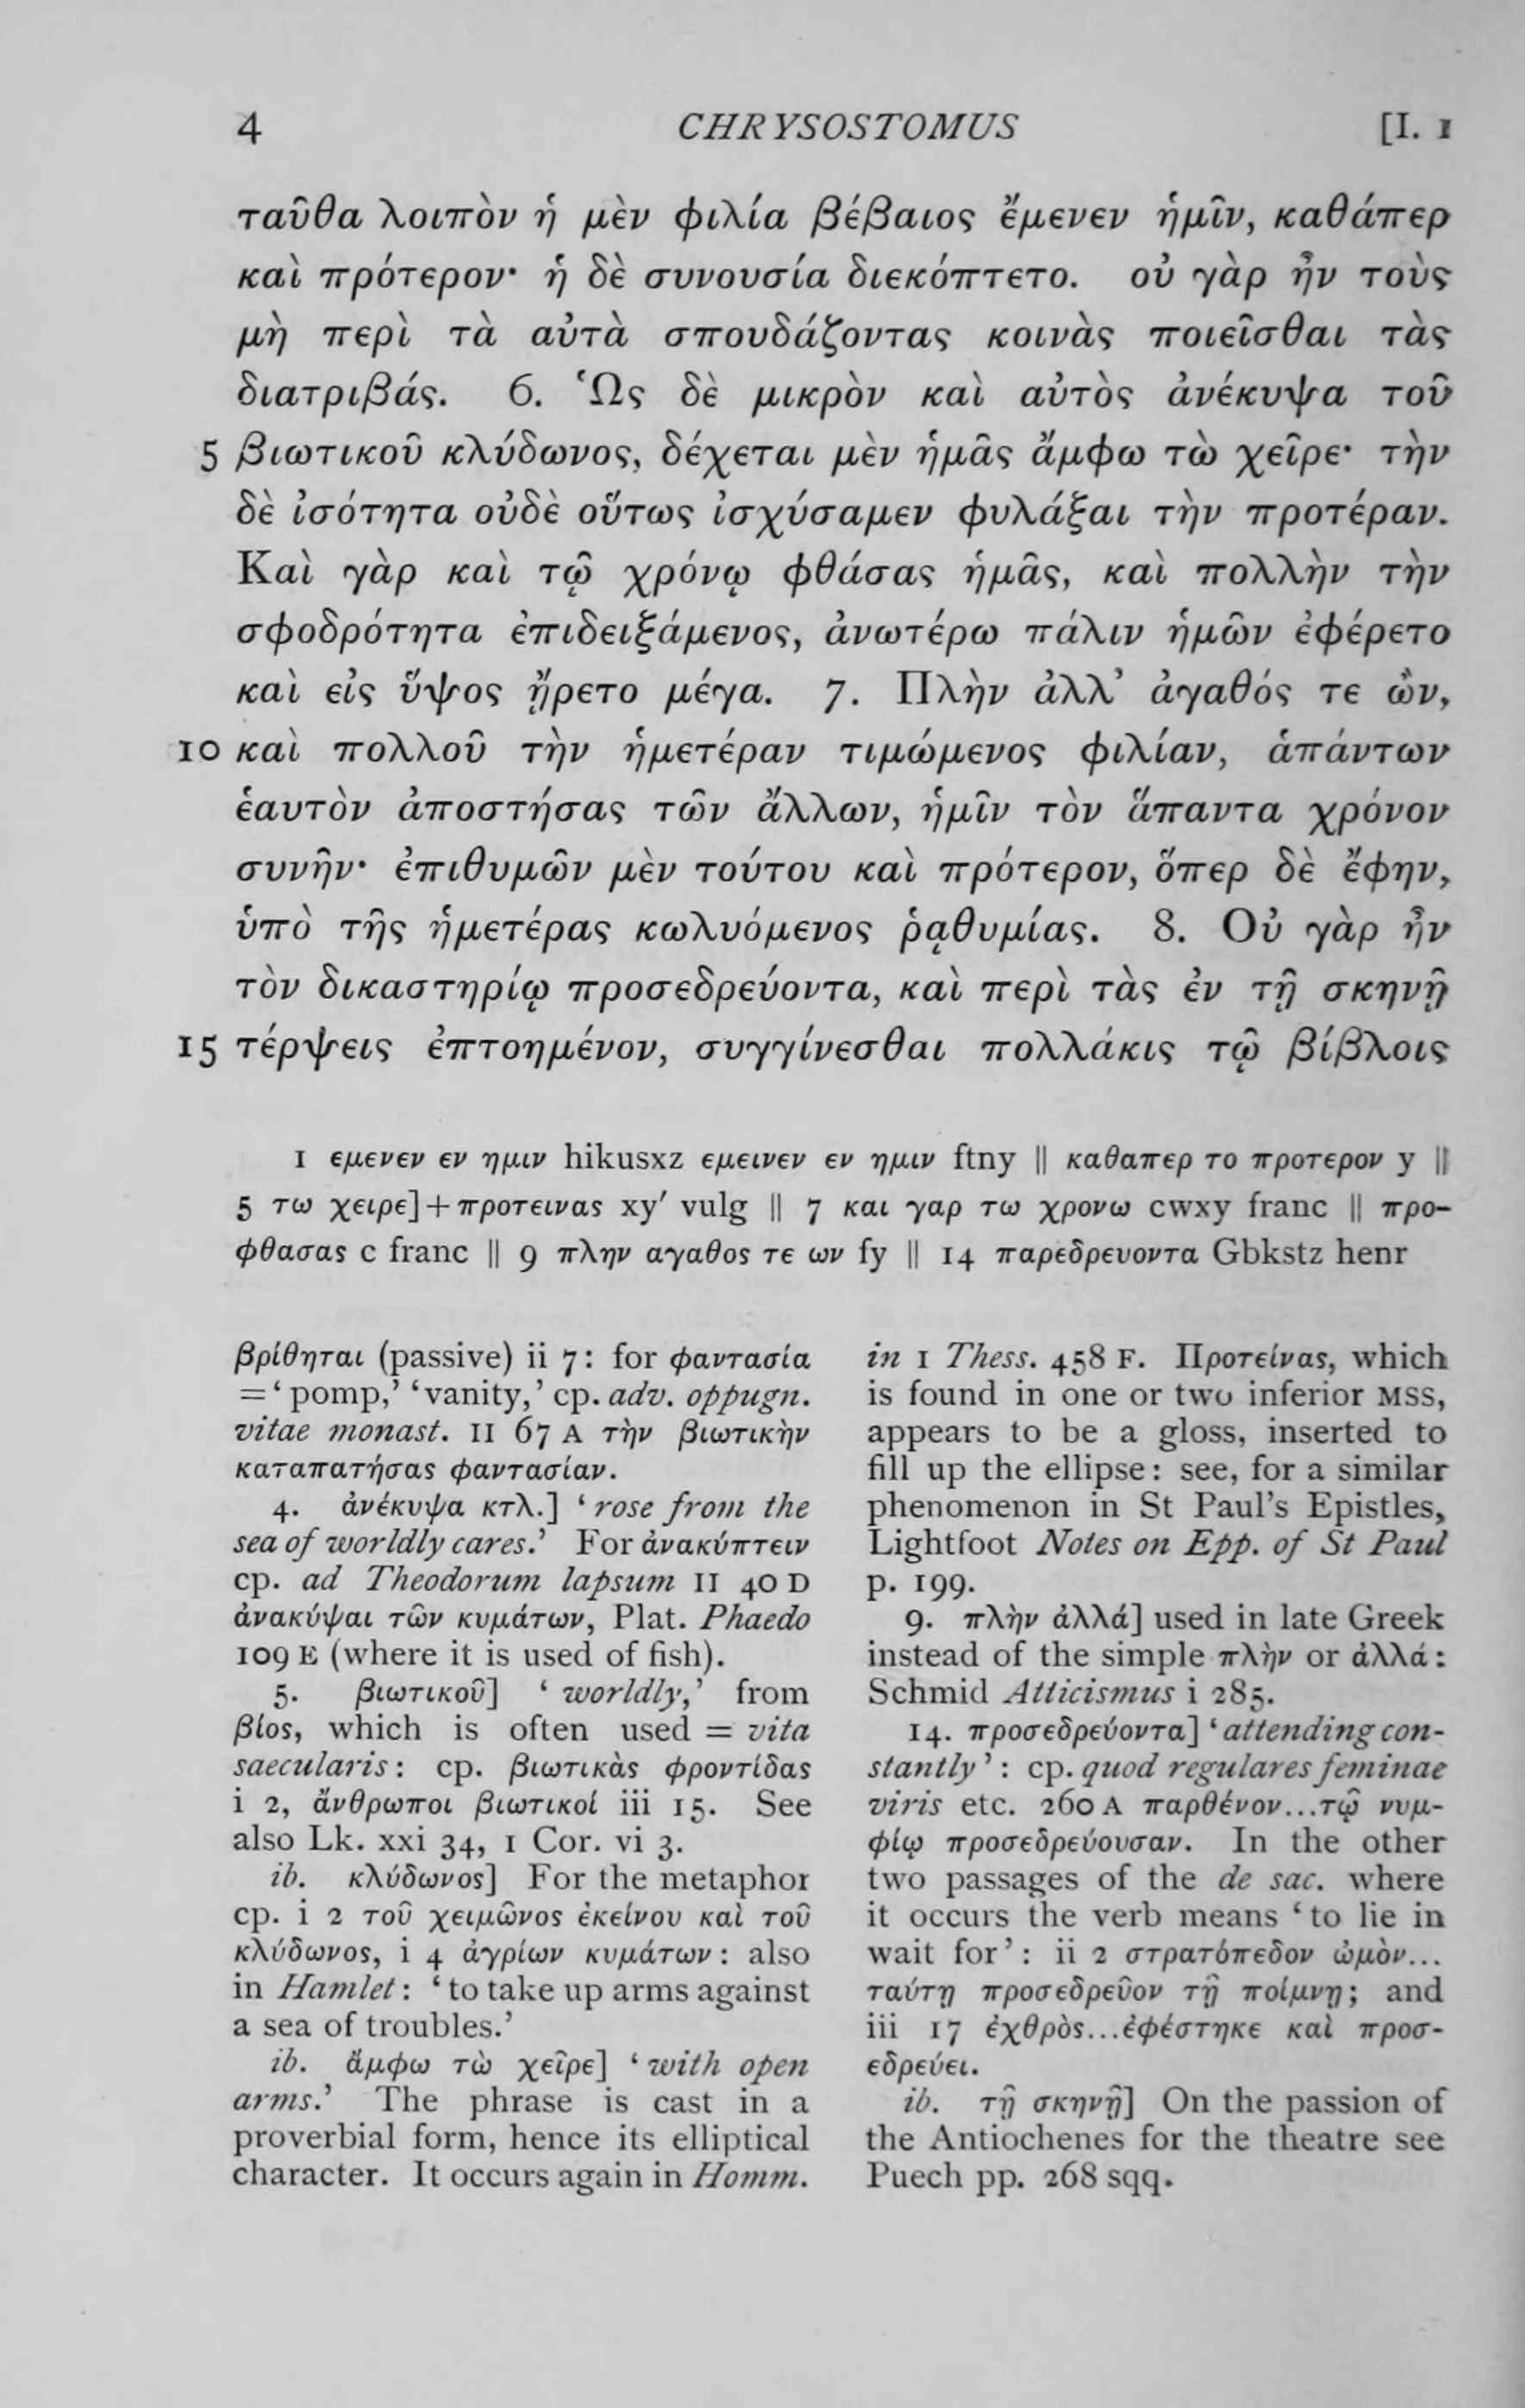 4 CHRYSOSTOMUS [I. 1
ταῦθα λοιπὸν ἡ μὲν φιλία βέβαιος ἔμενεν ἡμῖν, καθάπερ
καὶ πρότερον· ἡ δὲ συνουσία διεκόπτετο. οὐ γὰρ ἦν τοὺς
μὴ περὶ τὰ αὐτὰ σπουδάζοντας κοινὰς ποιεῖσθαι τὰς
διατριβάς. 6. Ὡς δὲ μικρὸν καὶ αὐτὸς ἀνέκυψα τοῦ
5 βιωτικοῦ κλύδωνος, δέχεται μὲν ἡμᾶς ἄμφω τὼ χεῖρε· τὴν
δὲ ἰσότητα οὐδὲ οὕτως ἰσχύσαμεν φυλάξαι τὴν προτέραν.
Καὶ γὰρ καὶ τῷ χρόνῳ φθάσας ἡμᾶς, καὶ πολλὴν τὴν
σφοδρότητα ἐπιδειξάμενος, ἀνωτέρω πάλιν ἡμῶν ἐφέρετο
καὶ εἰς ὕψος ᾔρετο μέγα. 7. Πλὴν ἀλλ’ ἀγαθός τε ὢν,
10 καὶ πολλοῦ τὴν ἡμετέραν τιμώμενος φιλίαν, ἁπάντων
ἑαυτὸν ἀποστήσας τῶν ἄλλων, ἡμῖν τὸν ἅπαντα χρόνον
συνῆν· ἐπιθυμῶν μὲν τούτου καὶ πρότερον, ὅπερ δὲ ἔφην,
ὑπὸ τῆς ἡμετέρας κωλυόμενος ῥᾳθυμίας. 8. Οὐ γὰρ ἦν
τὸν δικαστηρίῳ προσεδρεύοντα, καὶ περὶ τὰς ἐν τῇ σκηνῇ
15 τέρψεις ἐπτοημένον, συγγίνεσθαι πολλάκις τῷ βίβλοις
1 εμενεν εν ημιν hikusxz εμεινεν εν ημιν ftny || καθαπερ το προτερον y ||
5 τω χειρε]+προτεινας xy′ vulg || 7 και γαρ τω χρονω cwxy franc || προ-
φθασας c franc || 9 πλην αγαθος τε ων fy || 14 παρεδρευοντα Gbkstz henr
βρίθηται (passive) ii 7: for φαντασία
=‘pomp,’ ‘vanity,’ cp. adv. oppugn.
vitae monast. II 67 A τὴν βιωτικὴν
καταπατήσας φαντασίαν.
4. ἀνέκυψα κτλ.] ‘rose from the
sea of worldly cares.’ For ἀνακύπτειν
cp. ad Theodorum lapsum II 40 D
ἀνακύψαι τῶν κυμάτων, Plat. Phaedo
109 E (where it is used of fish).
5. βιωτικοῦ] ‘worldly,’ from
βίος, which is often used = vita
saecularis: cp. βιωτικὰς φροντίδας
i 2, ἄνθρωποι βιωτικοί iii 15. See
also Lk. xxi 34, 1 Cor. vi 3.
ib. κλύδωνος] For the metaphor
cp. i 2 τοῦ χειμῶνος ἐκείνου καὶ τοῦ
κλύδωνος, i 4 ἀγρίων κυμάτων: also
in Hamlet: ‘to take up arms against
a sea of troubles.’
ib. ἄμφω τὼ χεῖρε] ‘with open
arms.’ The phrase is cast in a
proverbial form, hence its elliptical
character. It occurs again in Homm.
in 1 Thess. 458 F. Προτείνας, which
is found in one or two inferior MSS,
appears to be a gloss, inserted to
fill up the ellipse: see, for a similar
phenomenon in St Paul’s Epistles,
Lightfoot Notes on Epp. of St Paul
p. 199.
9. πλὴν ἀλλά] used in late Greek
instead of the simple πλὴν or ἀλλά:
Schmid Atticismus i 285.
14. προσεδρεύοντα] ‘attending con-
stantly’: cp. quod regulares feminae
viris etc. 260 A παρθένον...τῷ νυμ-
φίῳ προσεδρεύουσαν. In the other
two passages of the de sac. where
it occurs the verb means ‘to lie in
wait for’: ii 2 στρατόπεδον ὠμὸν...
ταύτῃ προσεδρεῦον τῇ ποίμνῃ; and
iii 17 ἐχθρὸς...ἐφέστηκε καὶ προσ-
εδρεύει.
ib. τῇ σκηνῇ] On the passion of
the Antiochenes for the theatre see
Puech pp. 268 sqq.